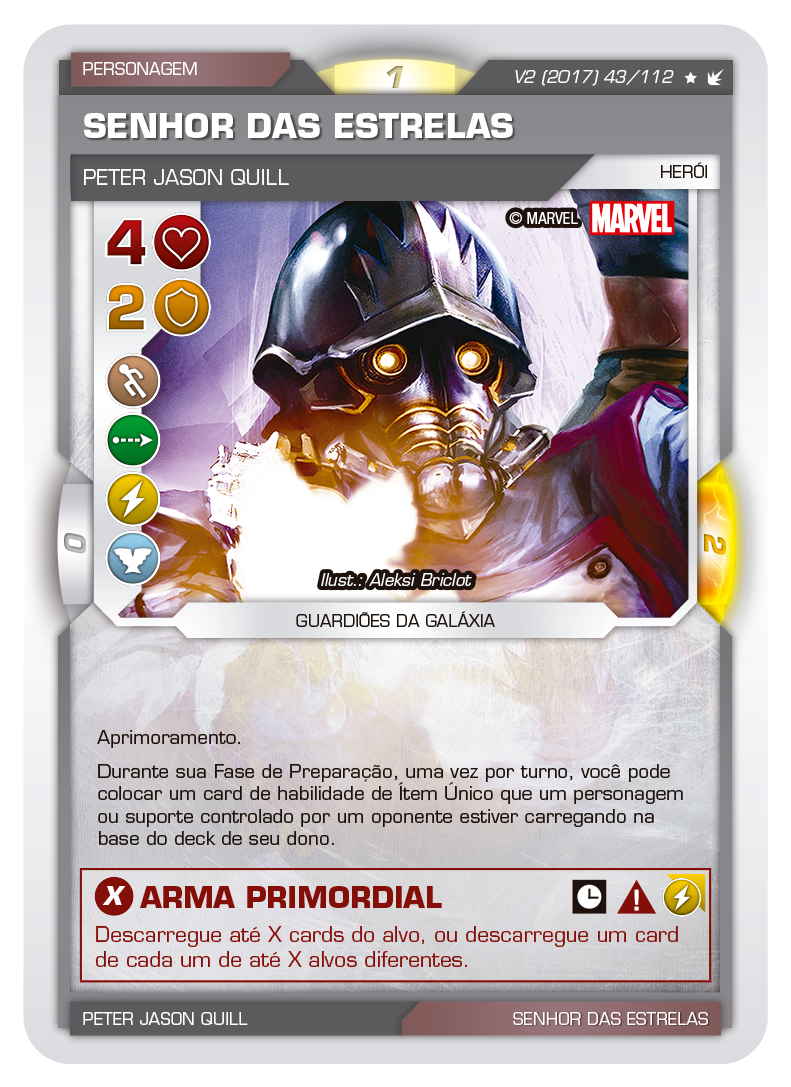 PERSONAGEM
1
V2 (2017) 43/112
SENHOR DAS ESTRELAS
PETER JASON QUILL
HERÓI
© MARVEL MARVEL
4
2
0
2
Ilust.: Aleksi Briclot
GUARDIÕES DA GALÁXIA
Aprimoramento.
Durante sua Fase de Preparação, uma vez por turno, você pode
colocar um card de habilidade de Ítem Único que um personagem
ou suporte controlado por um oponente estiver carregando na
base do deck de seu dono.
X ARMA PRIMORDIAL
Descarregue até X cards do alvo, ou descarregue um card
de cada um de até X alvos diferentes.
PETER JASON QUILL
SENHOR DAS ESTRELAS